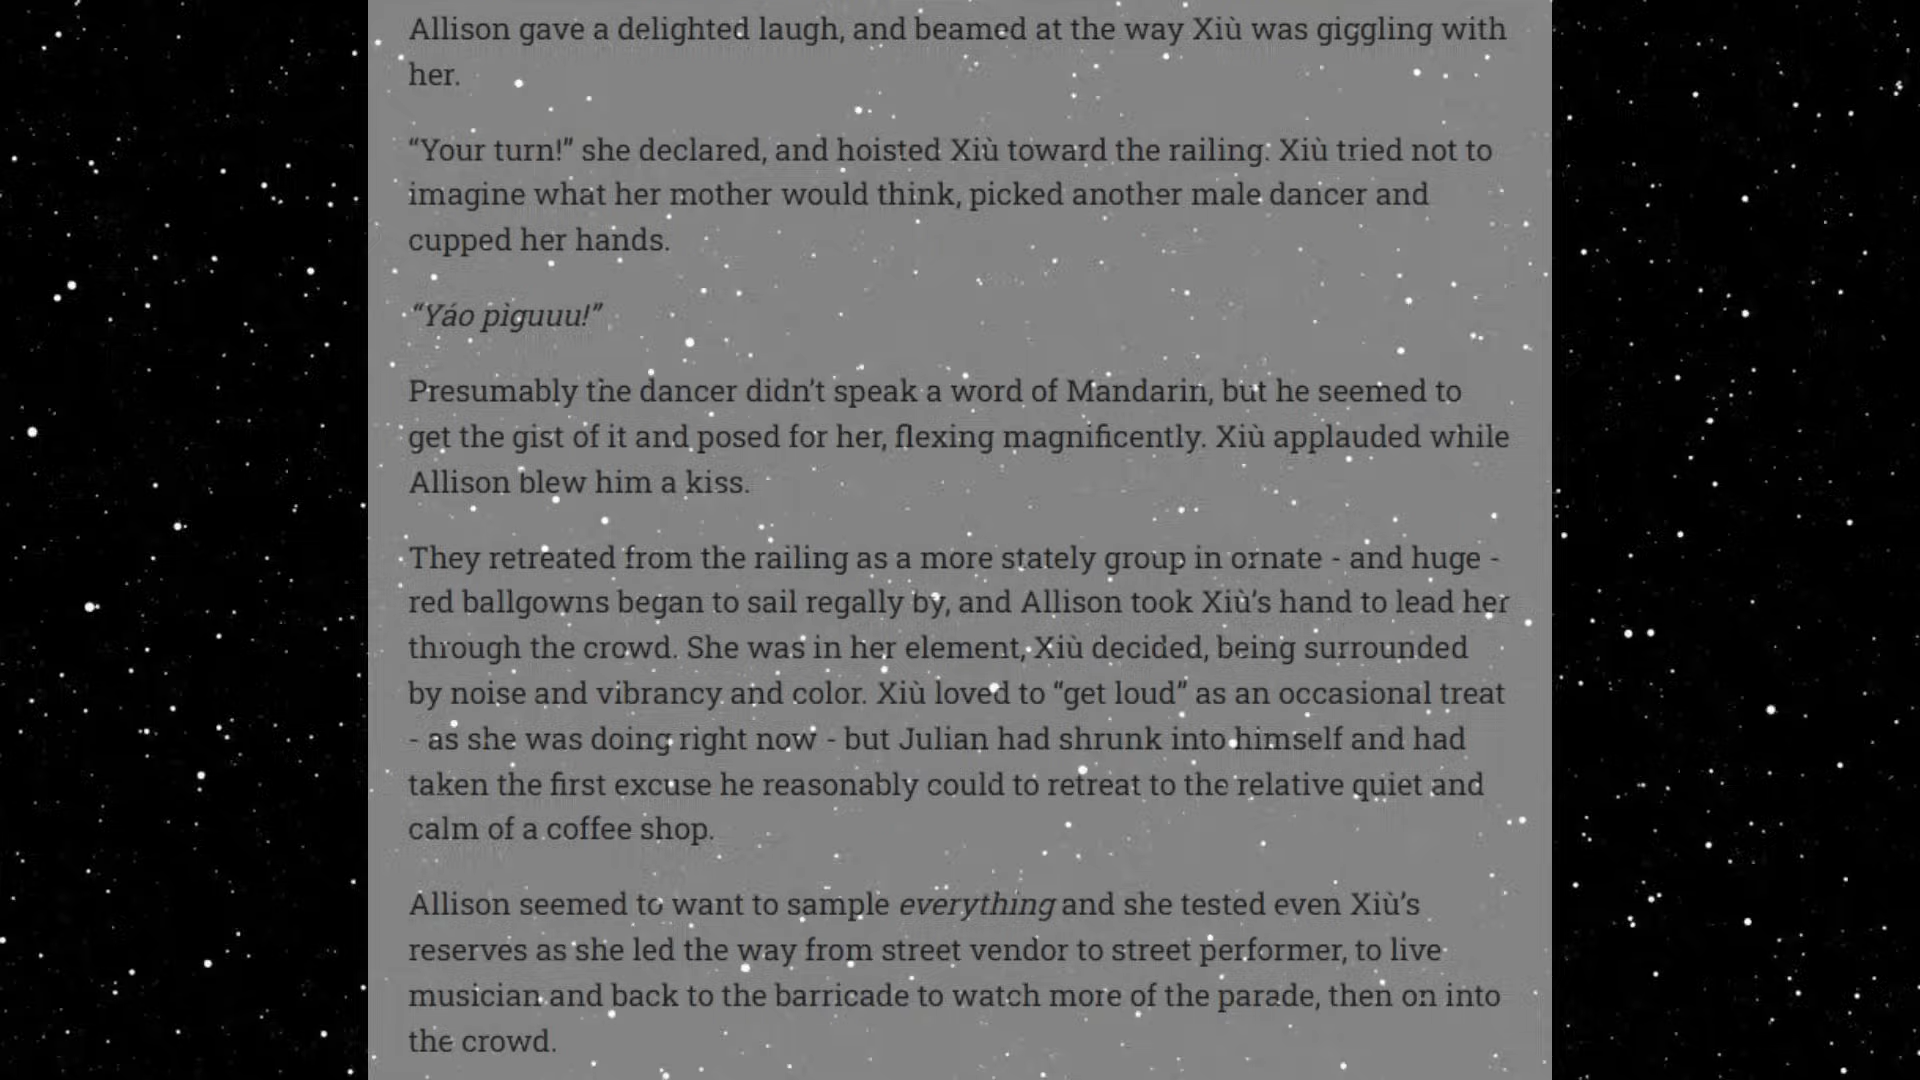 Allison gave a delighted laugh, and beamed at the way Xiù was giggling with
her.
“Your turn!” she declared, and hoisted Xiù toward the railing. Xiù tried not to
imagine what her mother would think, picked another male dancer and
cupped her hands.
“Yáo pìguuu!”
Presumably the dancer didn’t speak a word of Mandarin, but he seemed to
get the gist of it and posed for her, flexing magnificently. Xiù applauded while
Allison blew him a kiss.
They retreated from the railing as a more stately group in ornate - and huge -
red ballgowns began to sail regally by, and Allison took Xiù’s hand to lead her
through the crowd. She was in her element, Xiù decided, being surrounded
by noise and vibrancy and color. Xiù loved to “get loud” as an occasional treat
- as she was doing right now - but Julian had shrunk into himself and had
taken the first excuse he reasonably could to retreat to the relative quiet and
calm of a coffee shop.
Allison seemed to want to sample everything and she tested even Xiù’s
reserves as she led the way from street vendor to street performer, to live
musician and back to the barricade to watch more of the parade, then on into
the crowd.